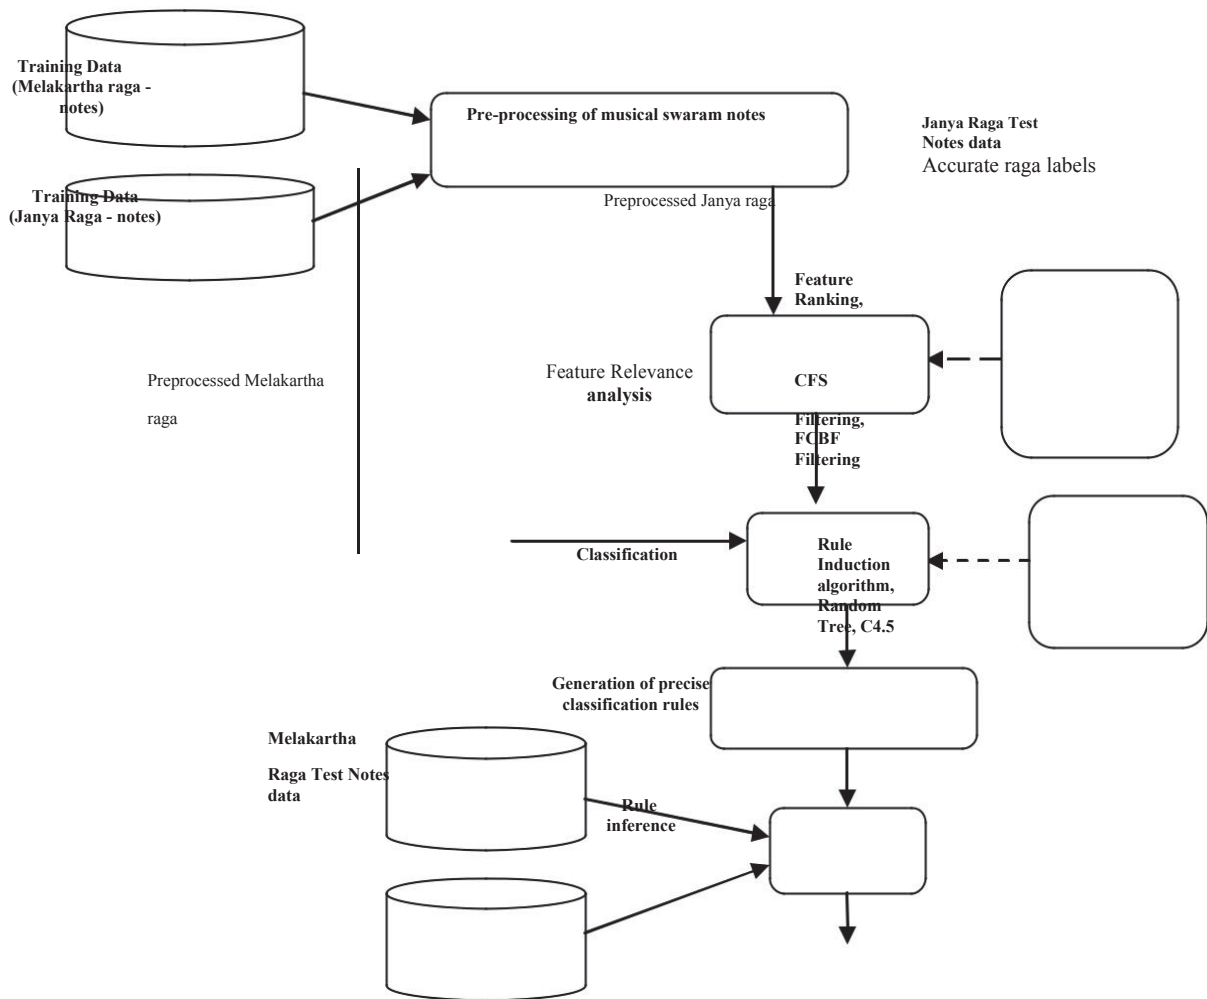 Training Data
(Melakartha raga -
notes)
Pre-processing of musical swaram notes
Janya Raga Test
Notes data
Accurate raga labels
Training Data
(Janya Raga - notes)
Preprocessed Janya raga
Feature
Ranking,
Preprocessed Melakartha
raga
Feature Relevance
analysis
CFS
Filtering,
FCBF
Filtering
Classification
Rule
Induction
algorithm,
Random
Tree, C4.5
Generation of precise
classification rules
Melakartha
Raga Test Notes
data
Rule
inference